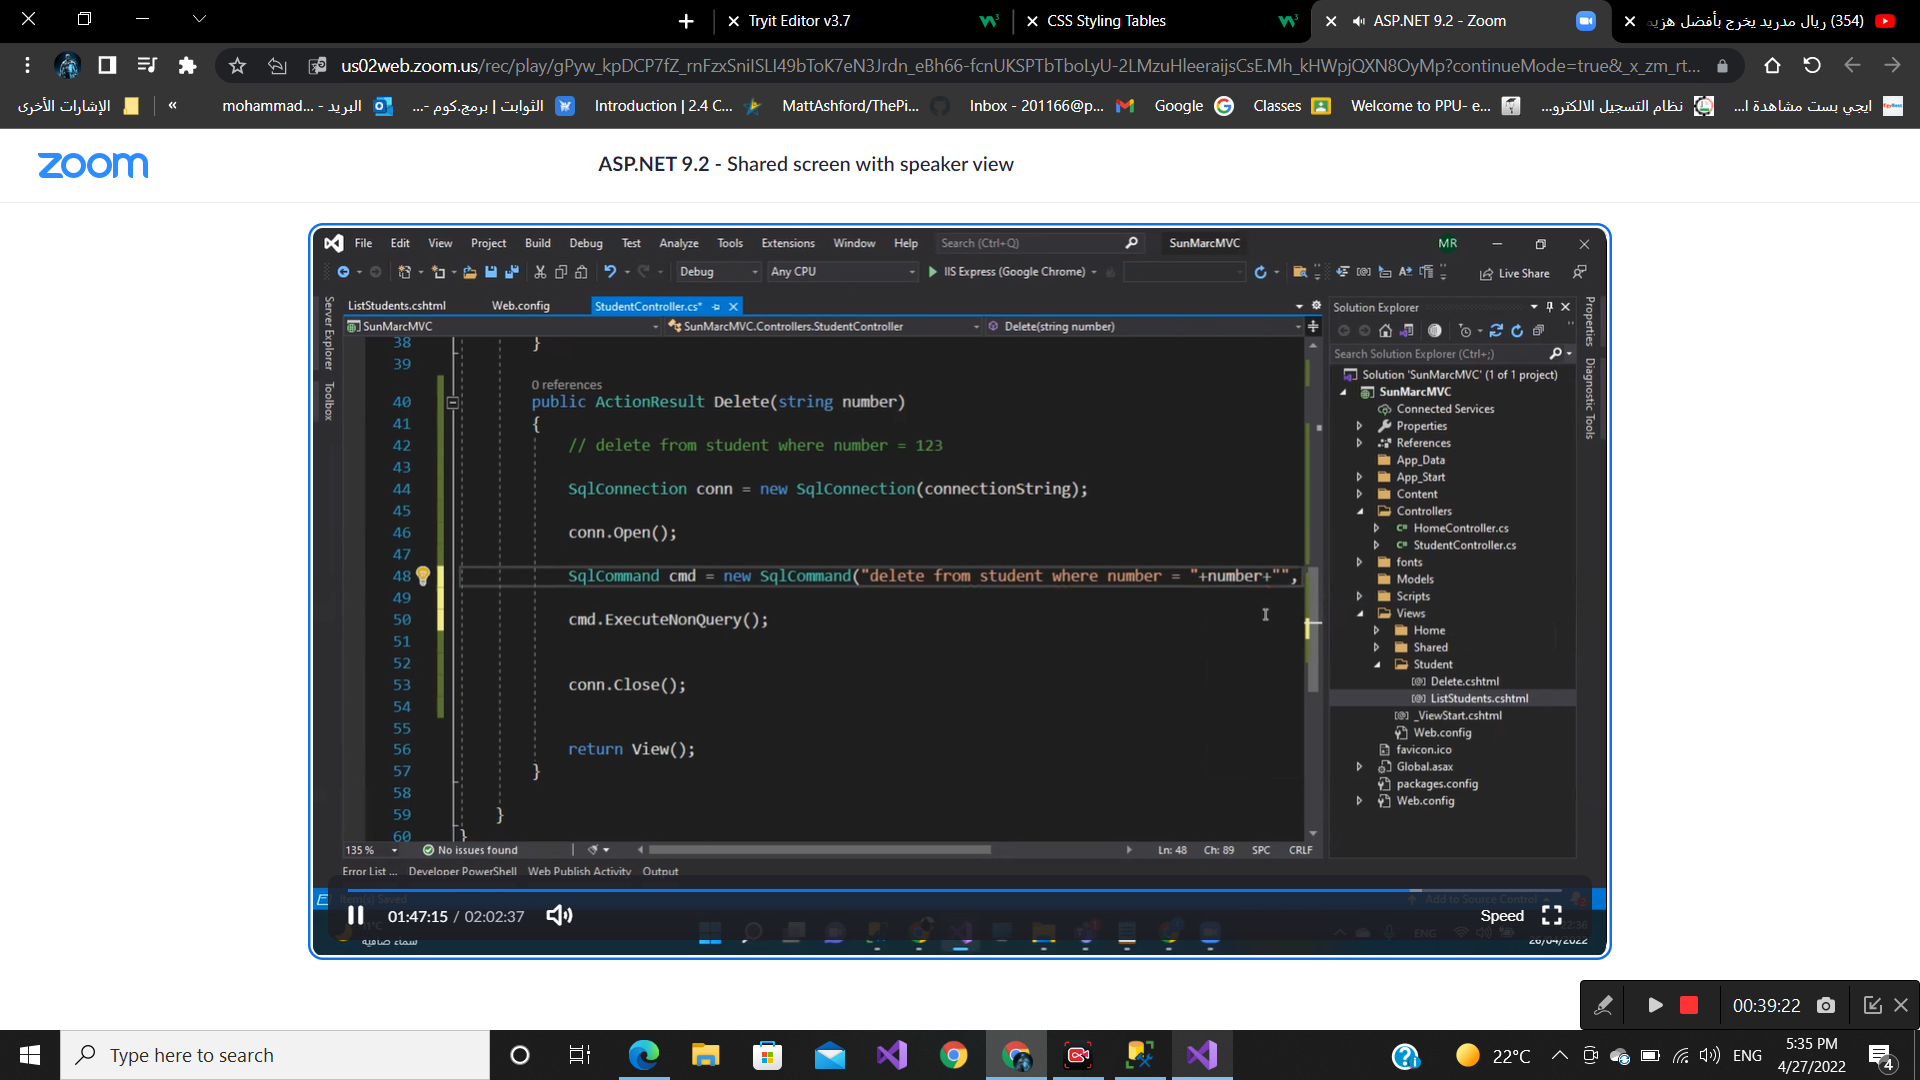 Tryit Editor v3.7
CSS Styling Tables
ASP.NET 9.2 - Zoom
(354) ريال مدريد يخرج بأفضل هزيمة
us02web.zoom.us/rec/play/gPyw_kpDCP7fZ_rnFzxSniISLI49bToK7eN3Jrdn_eBh66-fcnUKSPTbTboLyU-2LMzuHleeraijsCsE.Mh_kHWpjQXN8OyMp?continueMode=true&_x_zm_rt...
الإشارات الأخرى
»
mohammad... - البريد
الثوابت | برمج.كوم -...
Introduction | 2.4 C...
MattAshford/ThePi...
Inbox - 201166@p...
Google
Classes
Welcome to PPU- e...
نظام التسجيل الالكترو...
ايجي بست مشاهدة ا...
zoom
ASP.NET 9.2 - Shared screen with speaker view
File Edit View Project Build Debug Test Analyze Tools Extensions Window Help Search (Ctrl+Q) SunMarcMVC MR
Debug Any CPU IIS Express (Google Chrome) Live Share
Server Explorer
Toolbox
ListStudents.cshtml Web.config StudentController.cs*
SunMarcMVC SunMarcMVC.Controllers.StudentController Delete(string number)
38 }
39
0 references
40 public ActionResult Delete(string number)
41 {
42 // delete from student where number = 123
43
44 SqlConnection conn = new SqlConnection(connectionString);
45
46 conn.Open();
47
48 SqlCommand cmd = new SqlCommand("delete from student where number = "+number+"",
49
50 cmd.ExecuteNonQuery();
51
52
53 conn.Close();
54
55
56 return View();
57 }
58
59 }
60 }
135 % No issues found Ln: 48 Ch: 89 SPC CRLF
Error List ... Developer PowerShell Web Publish Activity Output
Solution Explorer
Search Solution Explorer (Ctrl+;)
Solution 'SunMarcMVC' (1 of 1 project)
SunMarcMVC
Connected Services
Properties
References
App_Data
App_Start
Content
Controllers
HomeController.cs
StudentController.cs
fonts
Models
Scripts
Views
Home
Shared
Student
Delete.cshtml
ListStudents.cshtml
_ViewStart.cshtml
Web.config
favicon.ico
Global.asax
packages.config
Web.config
Properties
Diagnostic Tools
Item(s) Saved
Add to Source Control
01:47:15 / 02:02:37
Speed
سماء صافية
ENG
26/04/2022
00:39:22
Type here to search
22°C
ENG
5:35 PM
4/27/2022
4